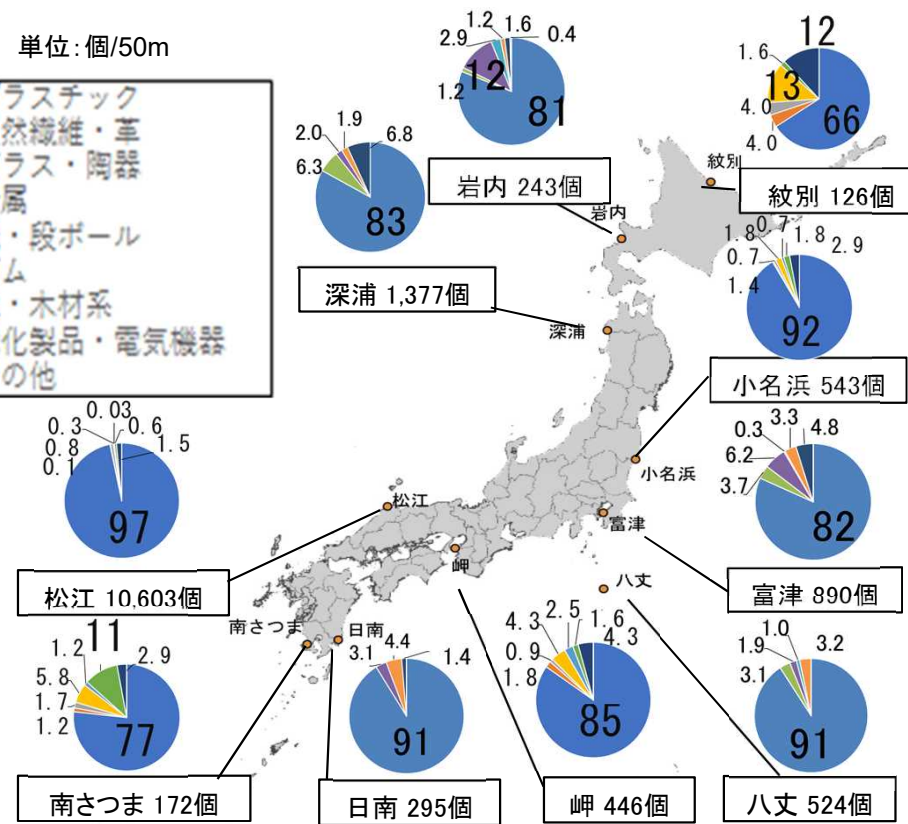 単位:個/50m
ラスチック
然繊維・革
ラス・陶器
属
・段ボール
ム
・木材系
化製品・電気機器
の他
1.2
1.6
2.9
0.4
12
1.2
81
岩内 243個
12
1.6
13
4.0
4.0
66
紋別 126個
1.9
2.0
6.8
6.3
83
深浦 1,377個
紋別
岩内
深浦
小名浜
富津
八丈
岬
松江
日南
南さつま
0.7
1.8
1.8
2.9
0.7
1.4
92
小名浜 543個
3.3
0.3
4.8
6.2
3.7
82
富津 890個
0.03
0.3
0.6
0.8
1.5
0.1
97
松江 10,603個
11
1.2
2.9
5.8
1.7
1.2
77
南さつま 172個
4.4
3.1
1.4
91
日南 295個
2.5
4.3
1.6
4.3
0.9
1.8
85
岬 446個
1.0
1.9
3.2
3.1
91
八丈 524個